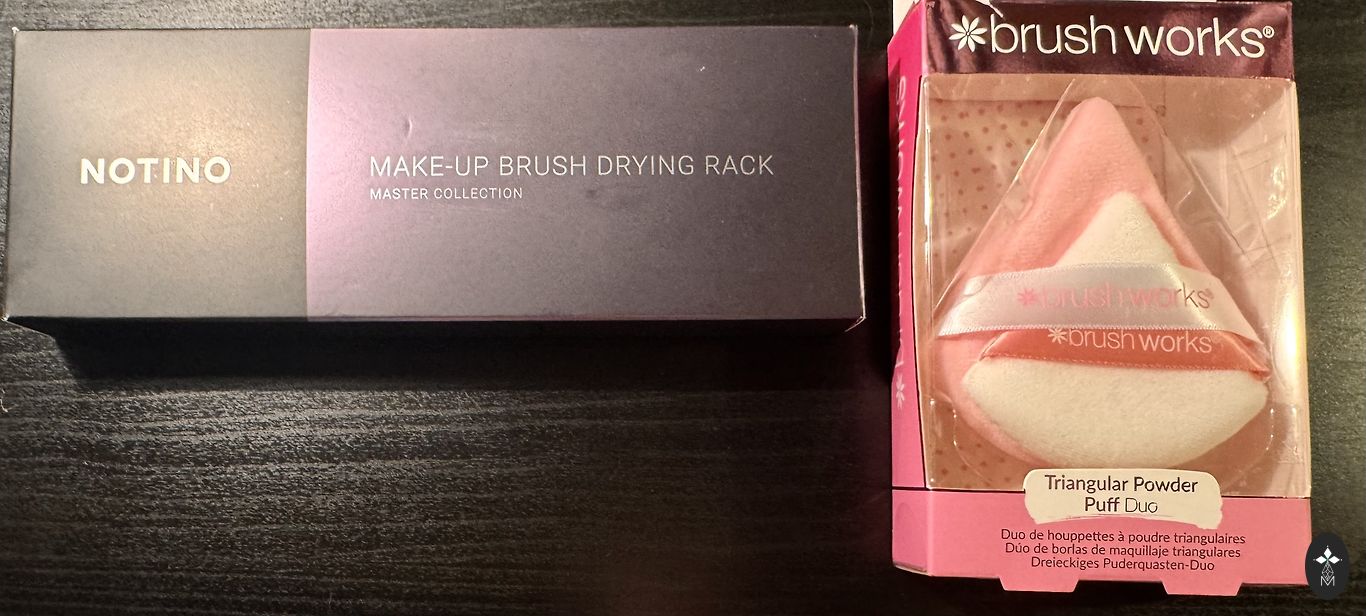 NOTINO
MAKE-UP BRUSH DRYING RACK
MASTER COLLECTION
brushworks®
brushworks®
brushworks
Triangular Powder
Puff Duo
Duo de houppettes à poudre triangulaires
Dúo de borlas de maquillaje triangulares
Dreieckiges Puderquasten-Duo
M